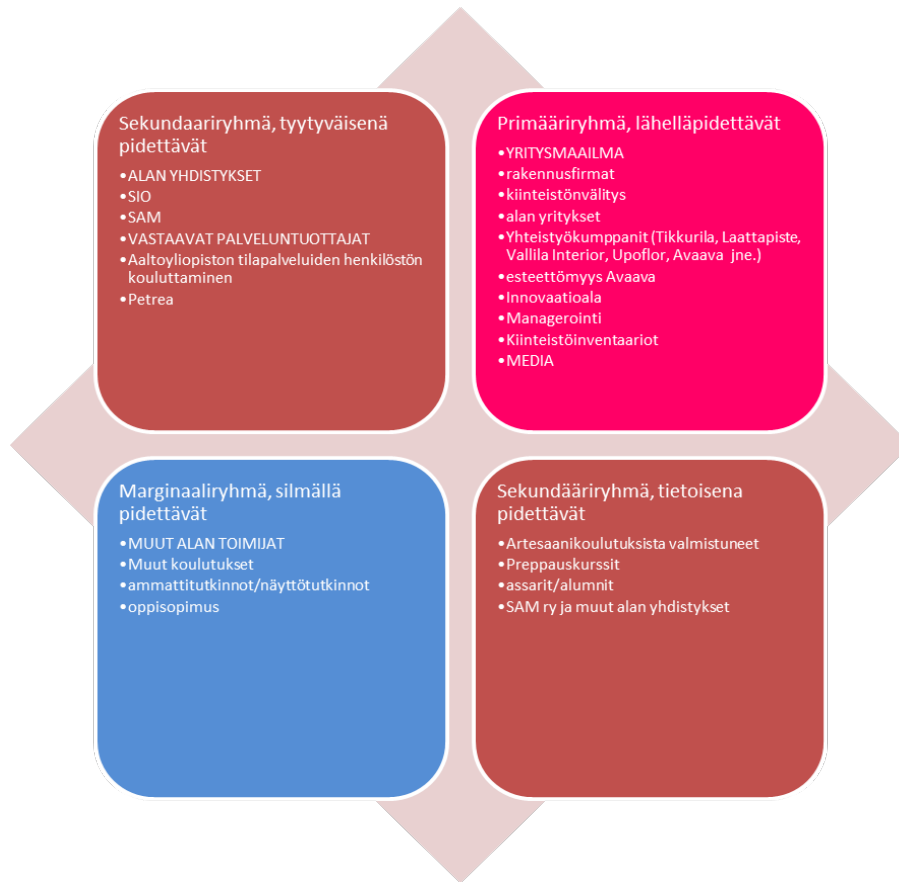 Sekundaariryhmä, tyytyväisenä
pidettävät
•ALAN YHDISTYKSET
•SIO
•SAM
•VASTAAVAT PALVELUNTUOTTAJAT
•Aaltoyliopiston tilapalveluiden henkilöstön
kouluttaminen
•Petrea
Primääriryhmä, lähelläpidettävät
•YRITYSMAAILMA
•rakennusfirmat
•kiinteistönvälitys
•alan yritykset
•Yhteistyökumppanit (Tikkurila, Laattapiste,
Vallila Interior, Upoflor, Avaava jne.)
•esteettömyys Avaava
•Innovaatioala
•Managerointi
•Kiinteistöinventaariot
•MEDIA
Marginaaliryhmä, silmällä
pidettävät
•MUUT ALAN TOIMIJAT
•Muut koulutukset
•ammattitutkinnot/näyttötutkinnot
•oppisopimus
Sekundääriryhmä, tietoisena
pidettävät
•Artesaanikoulutuksista valmistuneet
•Preppauskurssit
•assarit/alumnit
•SAM ry ja muut alan yhdistykset